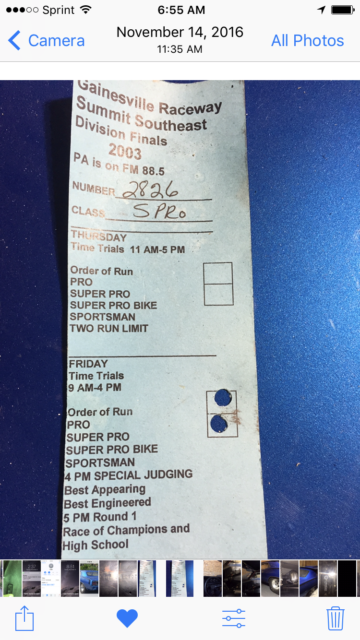 Sprint
6:55 AM
Camera
November 14, 2016
11:35 AM
All Photos
Gainesville Raceway
Summit Southeast
Division Finals
2003
PA is on FM 88.5
NUMBER 2826
CLASS S PRO
THURSDAY
Time Trials 11 AM-5 PM
Order of Run
PRO
SUPER PRO
SUPER PRO BIKE
SPORTSMAN
TWO RUN LIMIT
FRIDAY
Time Trials
9 AM-4 PM
Order of Run
PRO
SUPER PRO
SUPER PRO BIKE
SPORTSMAN
4 PM SPECIAL JUDGING
Best Appearing
Best Engineered
5 PM Round 1
Race of Champions and
High School